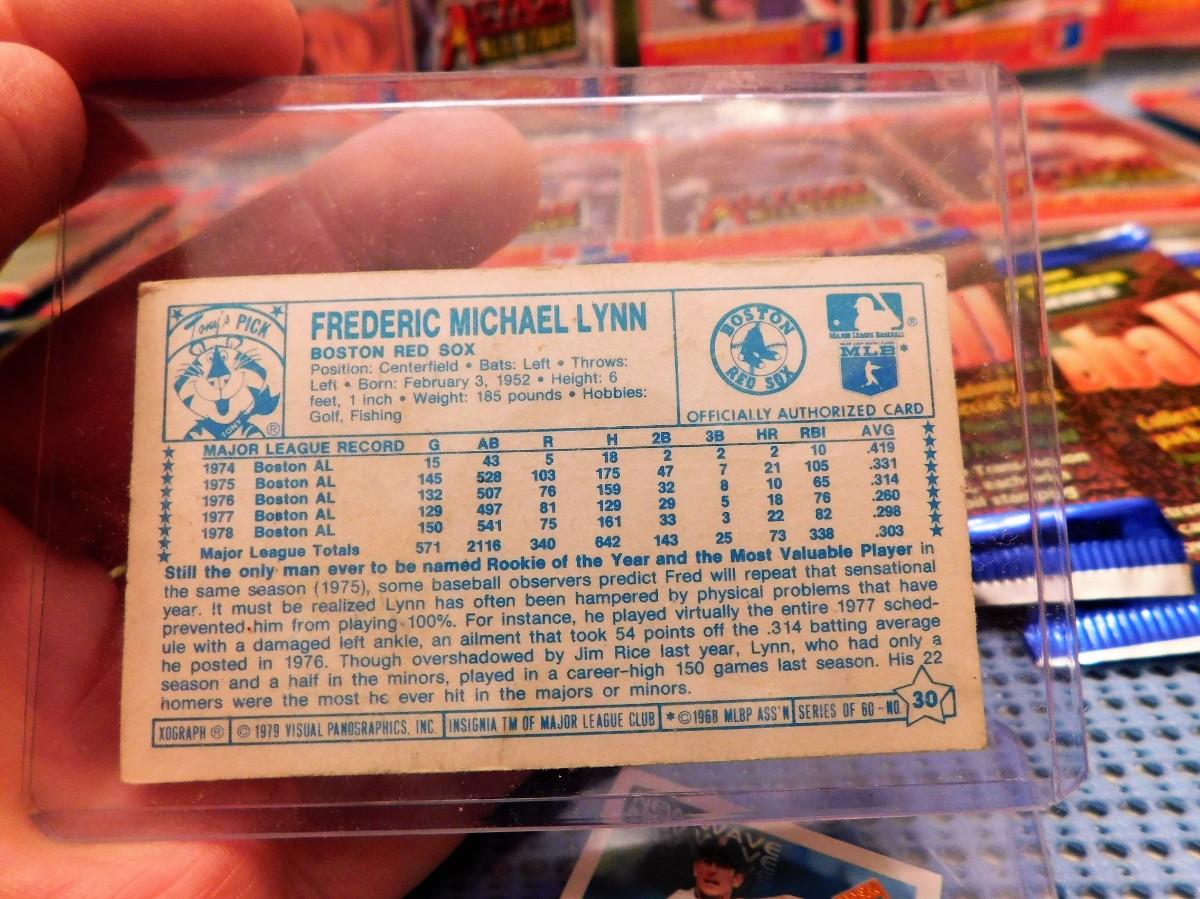 Tony's PICK
FREDERIC MICHAEL LYNN
BOSTON RED SOX
Position: Centerfield • Bats: Left • Throws:
Left • Born: February 3, 1952 • Height: 6
feet, 1 inch • Weight: 185 pounds • Hobbies:
Golf, Fishing
TONY
®
BOSTON
RED SOX
®
MAJOR LEAGUE BASEBALL
MLB*
OFFICIALLY AUTHORIZED CARD
MAJOR LEAGUE RECORD G AB R H 2B 3B HR RBI AVG
1974 Boston AL 15 43 5 18 2 2 2 10 .419
1975 Boston AL 145 528 103 175 47 7 21 105 .331
1976 Boston AL 132 507 76 159 32 8 10 65 .314
1977 Boston AL 129 497 81 129 29 5 18 76 .260
1978 Boston AL 150 541 75 161 33 3 22 82 .298
Major League Totals 571 2116 340 642 143 25 73 338 .303
Still the only man ever to be named Rookie of the Year and the Most Valuable Player in
the same season (1975), some baseball observers predict Fred will repeat that sensational
year. It must be realized Lynn has often been hampered by physical problems that have
prevented him from playing 100%. For instance, he played virtually the entire 1977 sched-
ule with a damaged left ankle, an ailment that took 54 points off the .314 batting average
he posted in 1976. Though overshadowed by Jim Rice last year, Lynn, who had only a
season and a half in the minors, played in a career-high 150 games last season. His 22
homers were the most he ever hit in the majors or minors.
XOGRAPH ® © 1979 VISUAL PANOGRAPHICS, INC. INSIGNIA TM OF MAJOR LEAGUE CLUB * © 1968 MLBP ASS'N SERIES OF 60-NO. 30
WAVE